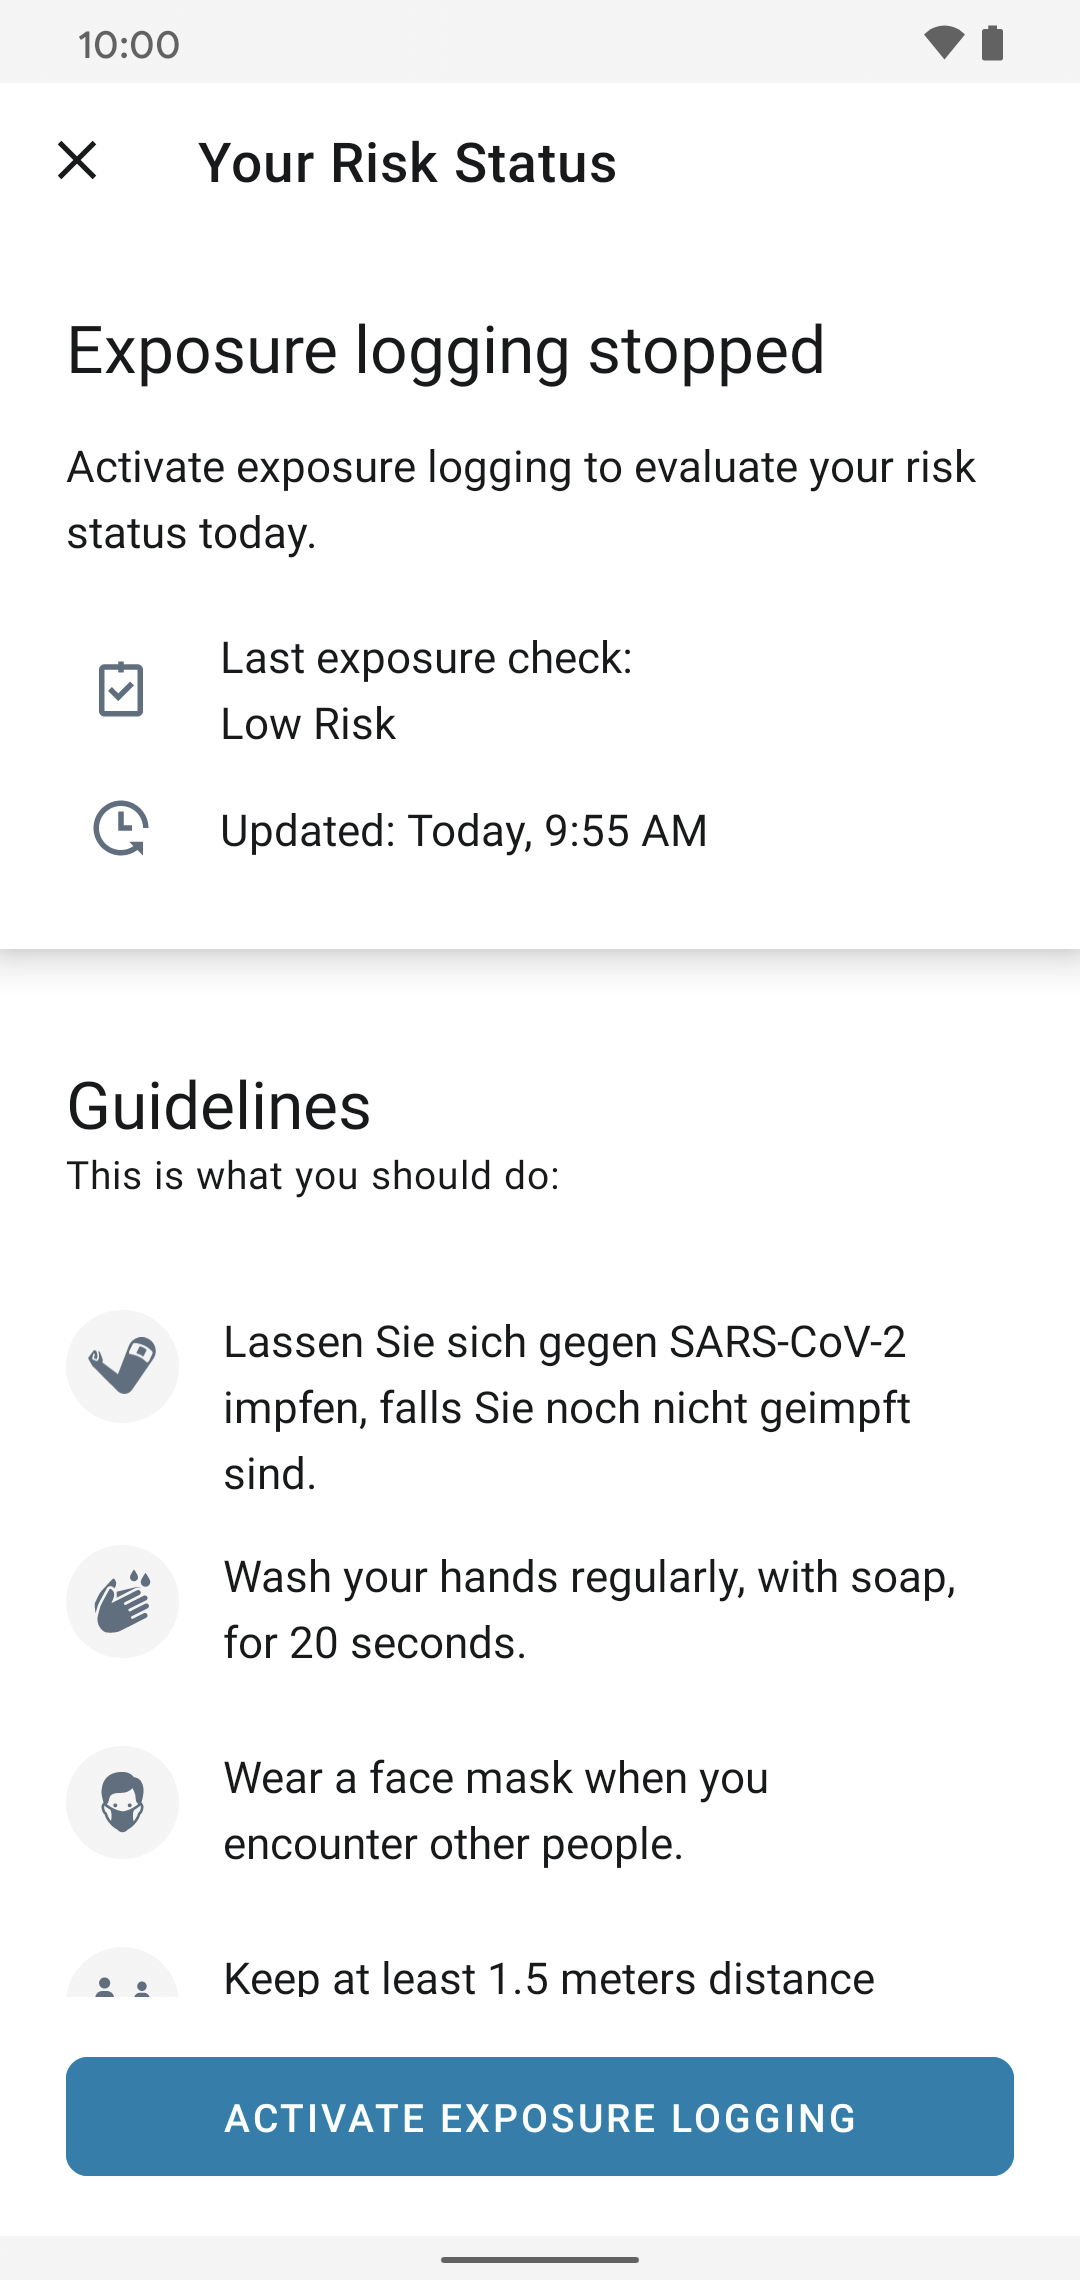 10:00
Your Risk Status
Exposure logging stopped
Activate exposure logging to evaluate your risk
status today.
Last exposure check:
Low Risk
Updated: Today, 9:55 AM
Guidelines
This is what you should do:
Lassen Sie sich gegen SARS-CoV-2
impfen, falls Sie noch nicht geimpft
sind.
Wash your hands regularly, with soap,
for 20 seconds.
Wear a face mask when you
encounter other people.
Keep at least 1.5 meters distance
ACTIVATE EXPOSURE LOGGING